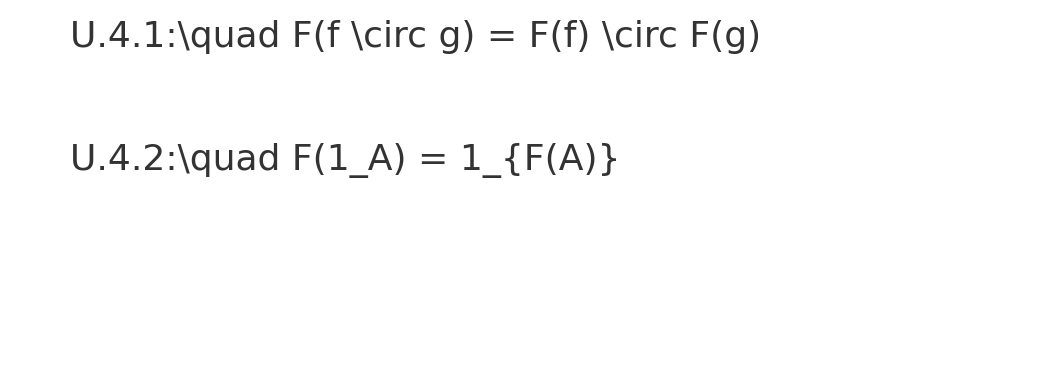 U.4.1:\quad F(f \circ g) = F(f) \circ F(g)
U.4.2:\quad F(1_A) = 1_{F(A)}